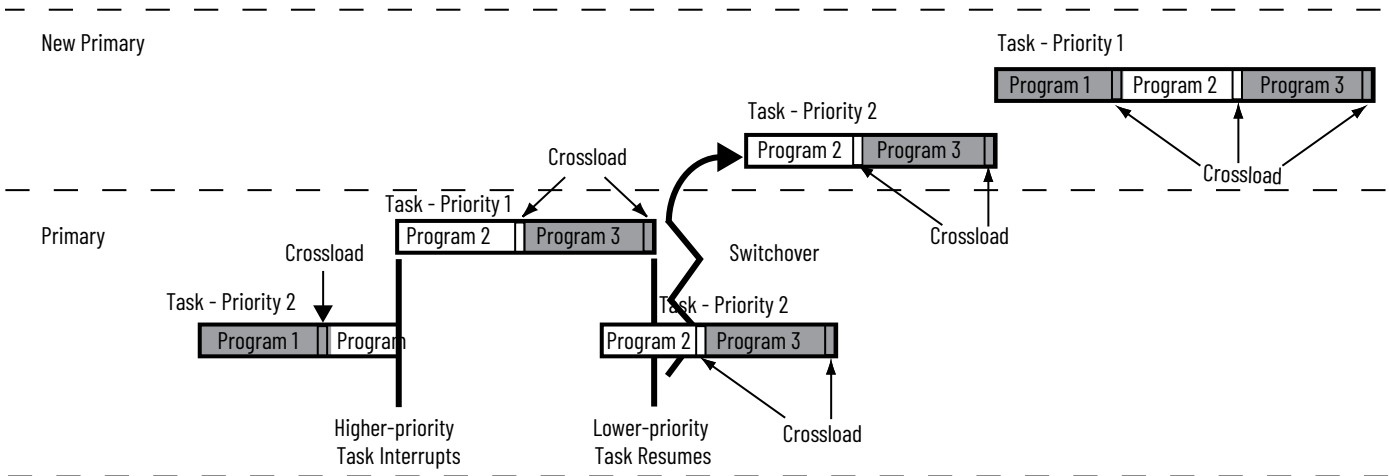 New Primary
Task - Priority 1
Program 1 Program 2 Program 3
Task - Priority 2
Program 2 Program 3
Crossload
Crossload
Crossload
Task - Priority 1
Primary
Program 2 Program 3
Crossload
Switchover
Task - Priority 2
Task - Priority 2
Program 1 Program
Program 2 Program 3
Higher-priority
Task Interrupts
Lower-priority
Task Resumes
Crossload